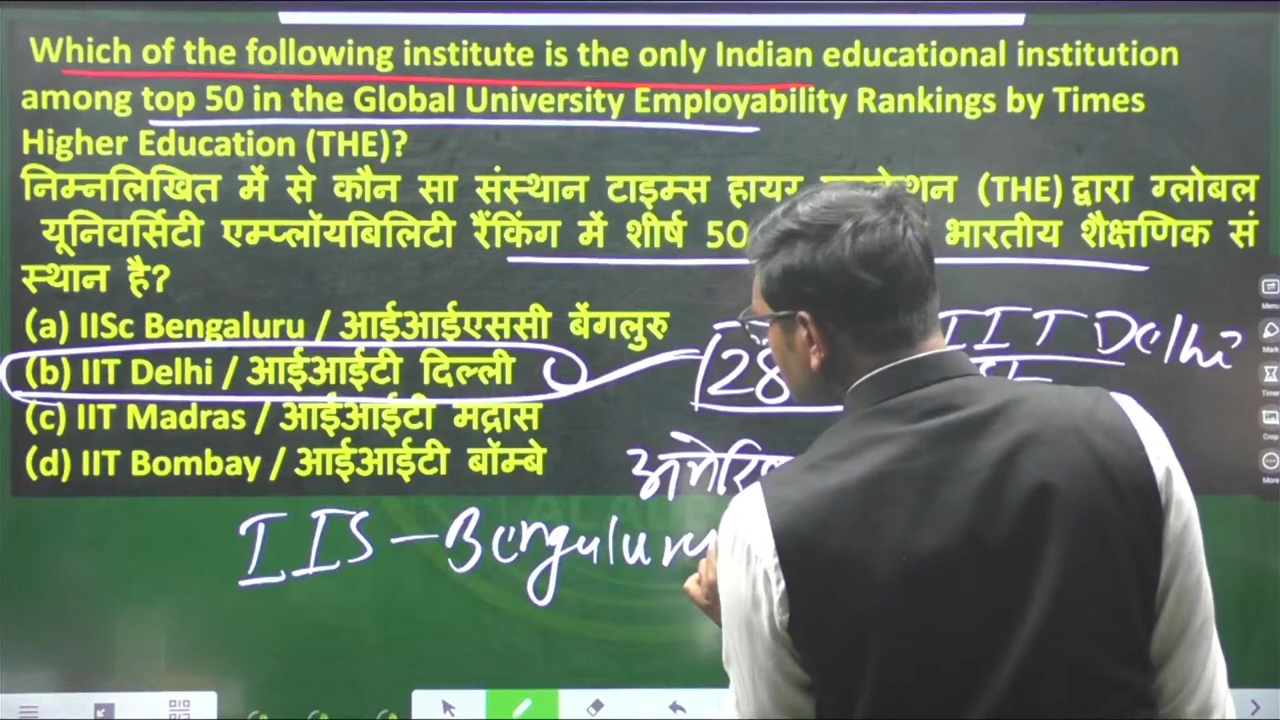 Which of the following institute is the only Indian educational institution
among top 50 in the Global University Employability Rankings by Times
Higher Education (THE)?
निम्नलिखित में से कौन सा संस्थान टाइम्स हायर (THE) द्वारा ग्लोबल
यूनिवर्सिटी एम्प्लॉयबिलिटी रैंकिंग में शीर्ष 50 भारतीय शैक्षणिक सं
स्थान है?
(a) IISc Bengaluru / आईआईएससी बेंगलुरु
(b) IIT Delhi / आईआईटी दिल्ली
(c) IIT Madras / आईआईटी मद्रास
(d) IIT Bombay / आईआईटी बॉम्बे
28
IIT Delhi
IIS - Bengaluru